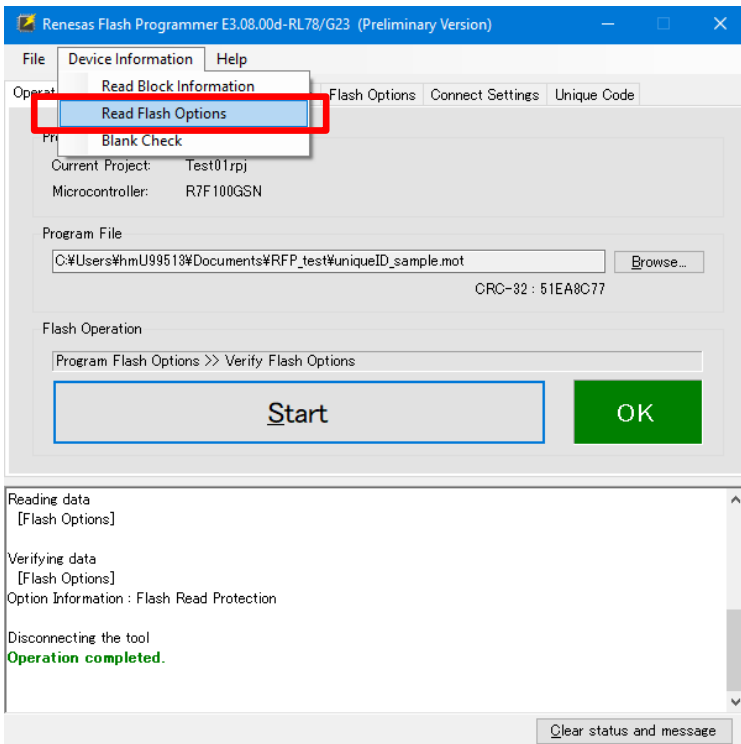 Renesas Flash Programmer E3.08.00d-RL78/G23 (Preliminary Version)
File Device Information Help
Read Block Information
Read Flash Options
Blank Check
Operat Flash Options Connect Settings Unique Code
Pr
Current Project: Test01.rpj
Microcontroller: R7F100GSN
Program File
C:¥Users¥hmU99513¥Documents¥RFP_test¥uniqueID_sample.mot Browse...
CRC-32 : 51EA8C77
Flash Operation
Program Flash Options >> Verify Flash Options
Start OK
Reading data
[Flash Options]
Verifying data
[Flash Options]
Option Information : Flash Read Protection
Disconnecting the tool
Operation completed.
Clear status and message